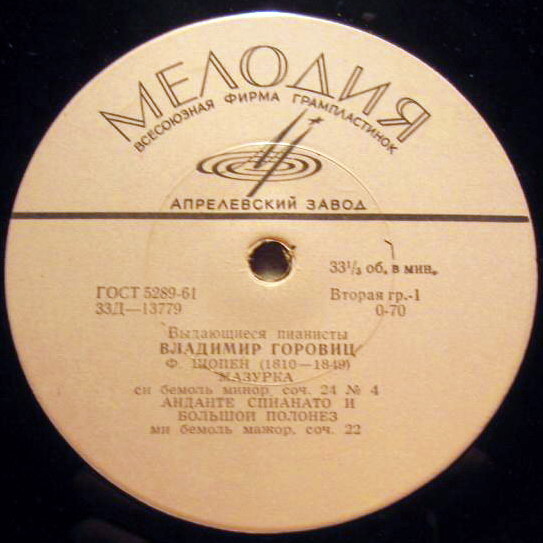 МЕЛОДИЯ
ВСЕСОЮЗНАЯ ФИРМА ГРАМПЛАСТИНОК
АПРЕЛЕВСКИЙ ЗАВОД
33⅓ об. в мин.
ГОСТ 5289-61 Вторая гр.-1
33Д—13779 0-70
Выдающиеся пианисты
ВЛАДИМИР ГОРОВИЦ
Ф. ШОПЕН (1810—1849)
МАЗУРКА
си бемоль минор, соч. 24 № 4
АНДАНТЕ СПИАНАТО И
БОЛЬШОЙ ПОЛОНЕЗ
ми бемоль мажор, соч. 22